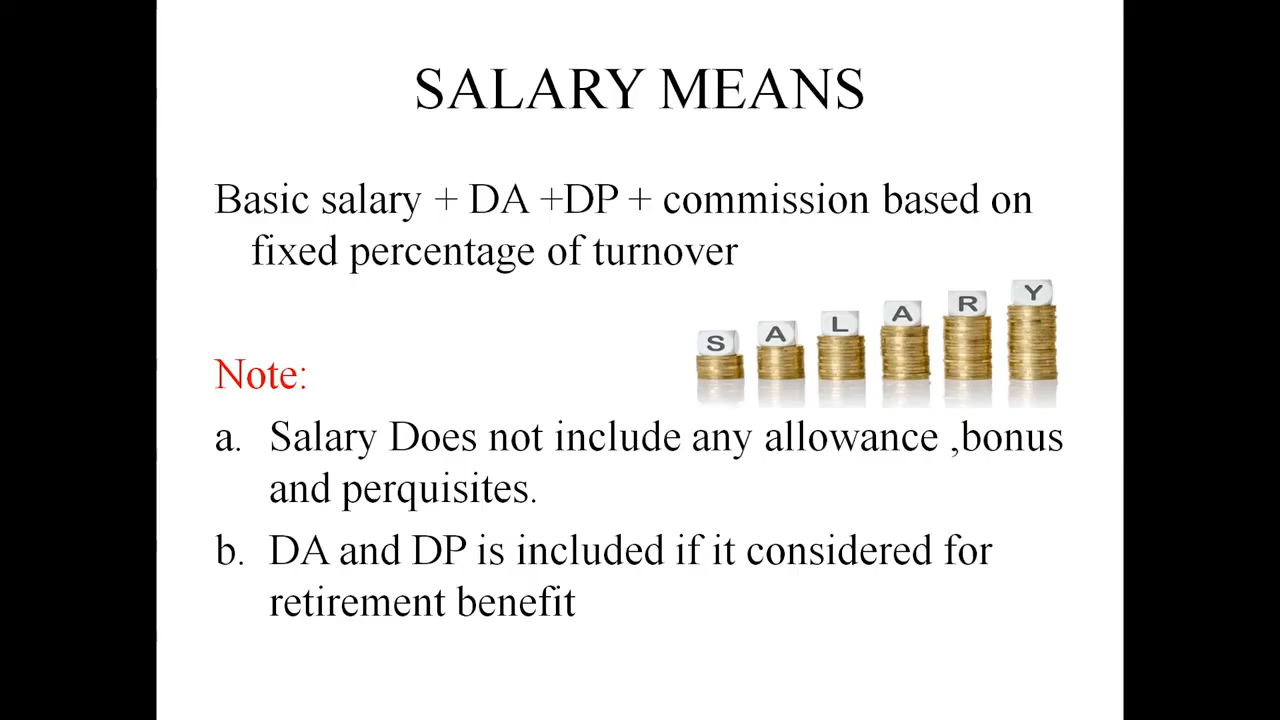 SALARY MEANS
Basic salary + DA +DP + commission based on
fixed percentage of turnover
S A L A R Y
Note:
a. Salary Does not include any allowance ,bonus
and perquisites.
b. DA and DP is included if it considered for
retirement benefit